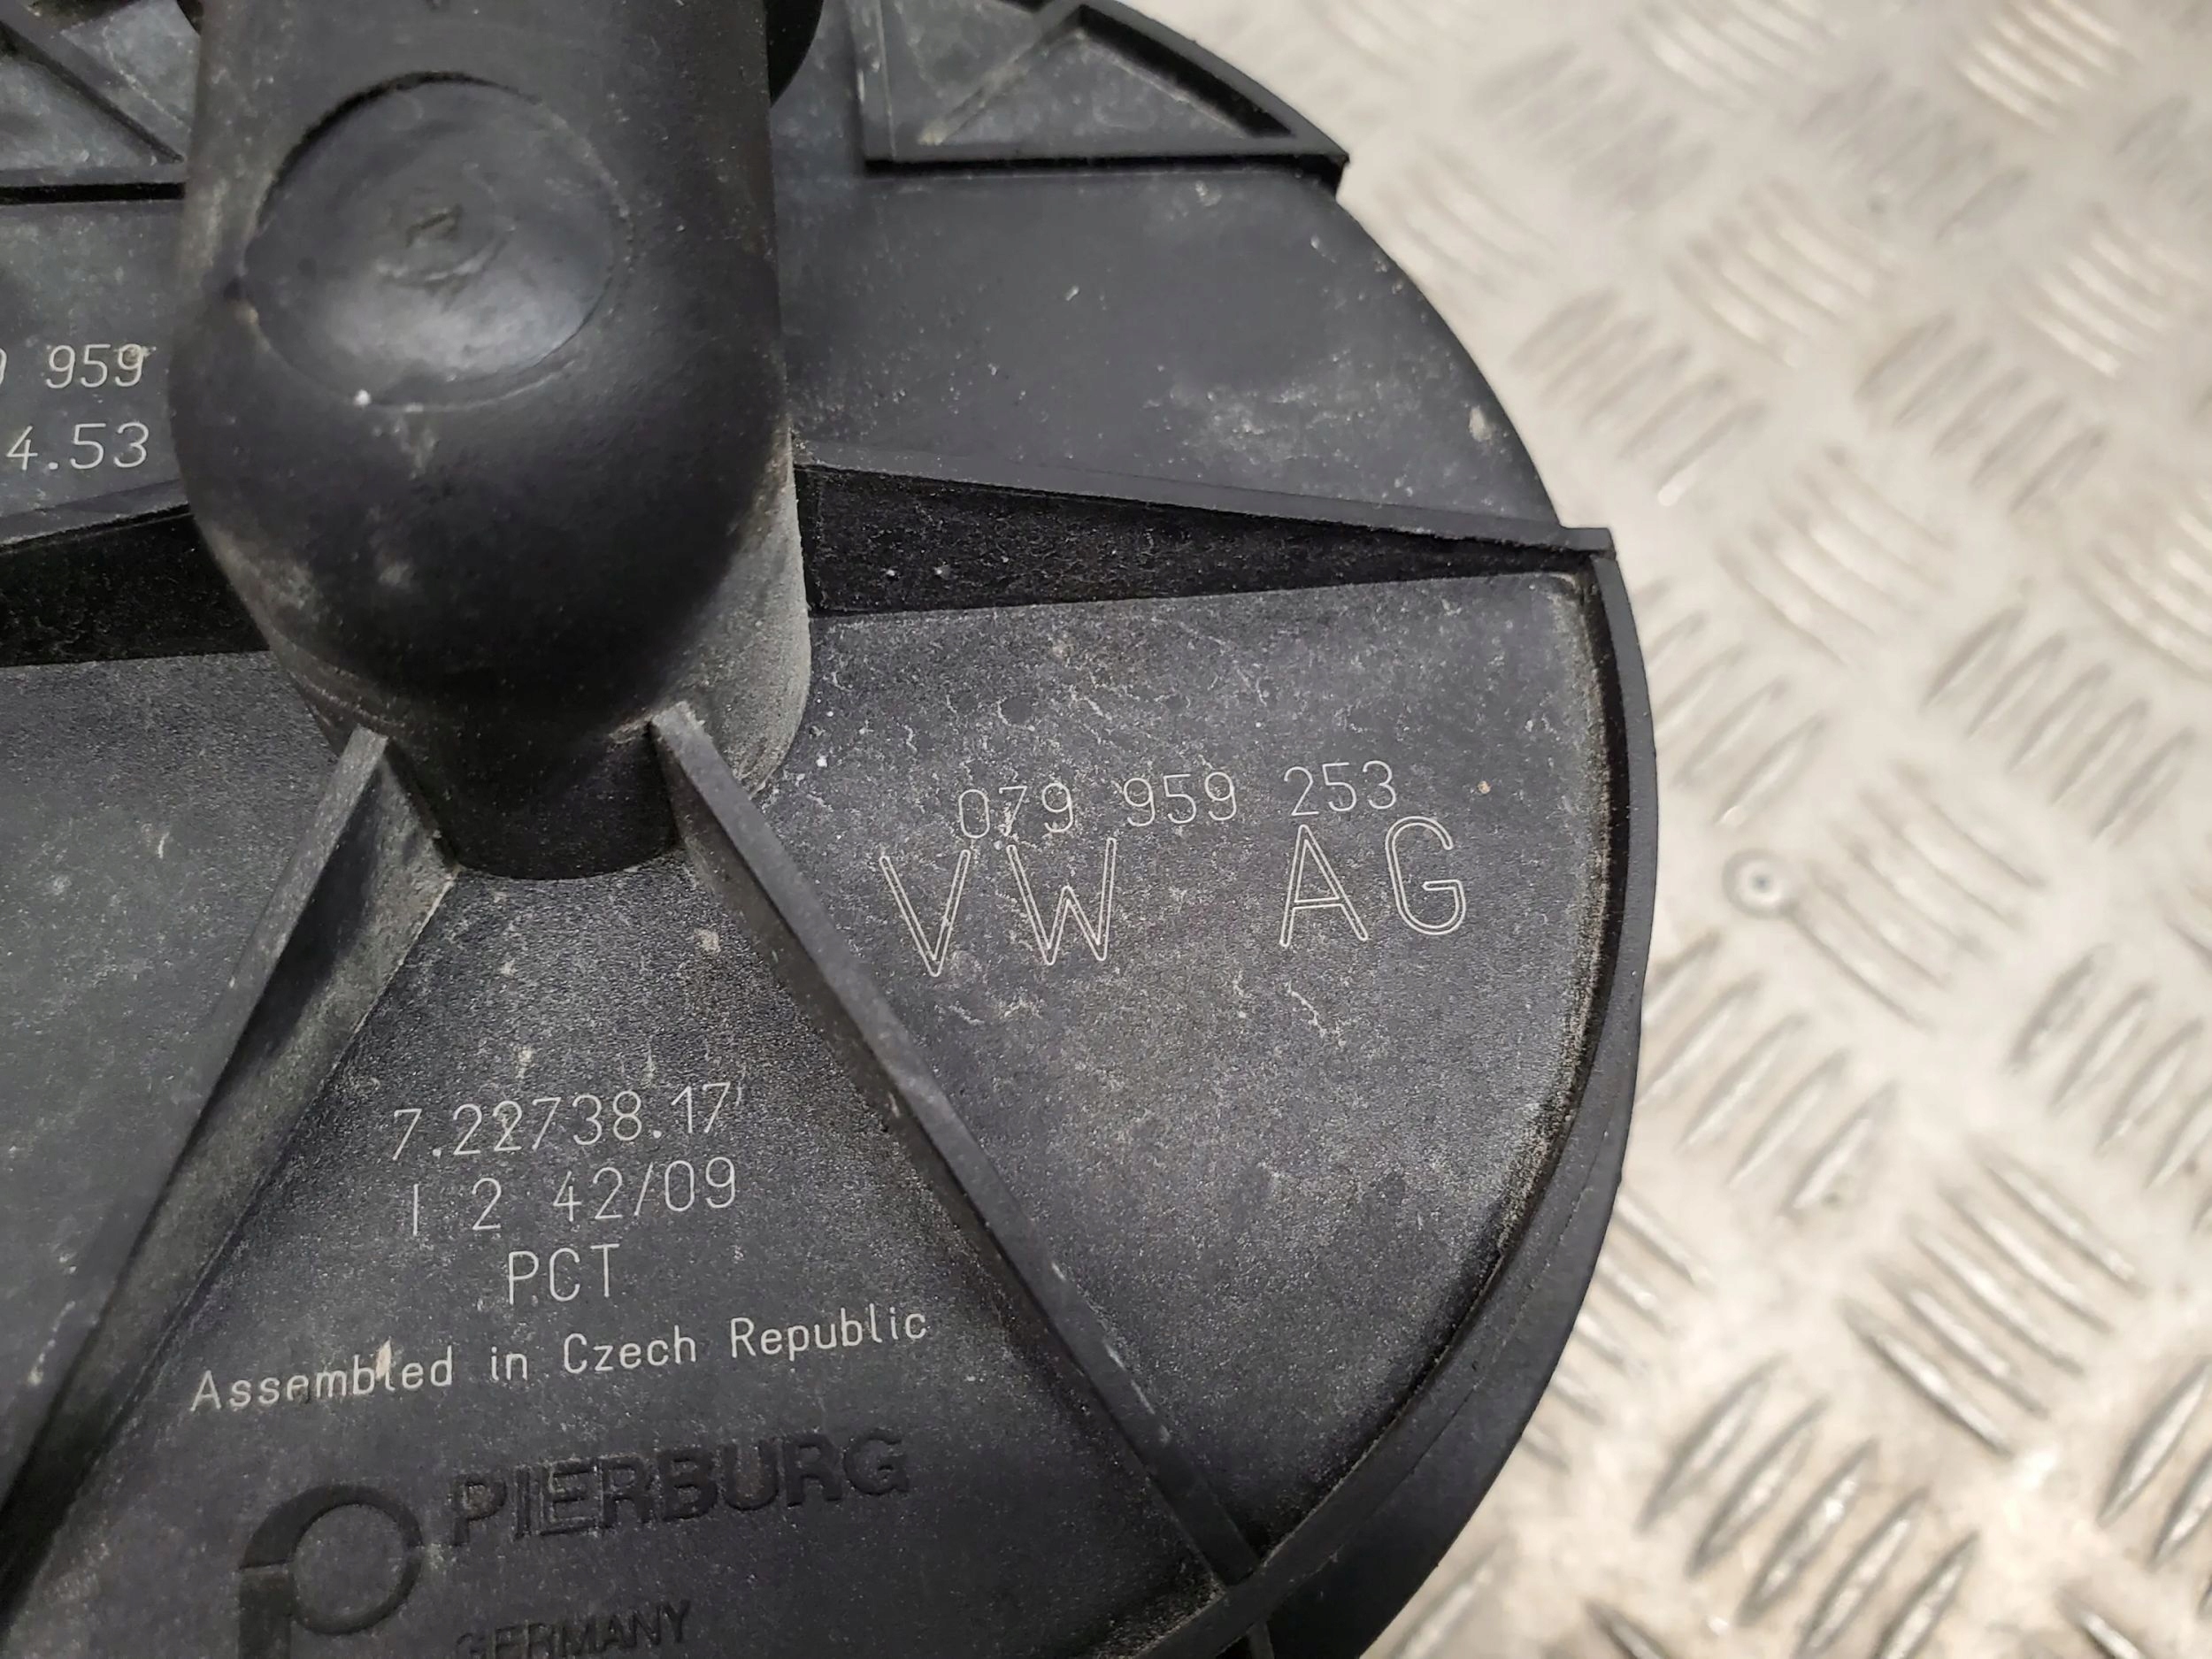 959
4.53
079 959 253
VW AG
7.22738.17
I 2 42/09
PCT
Assembled in Czech Republic
PIERBURG
GERMANY